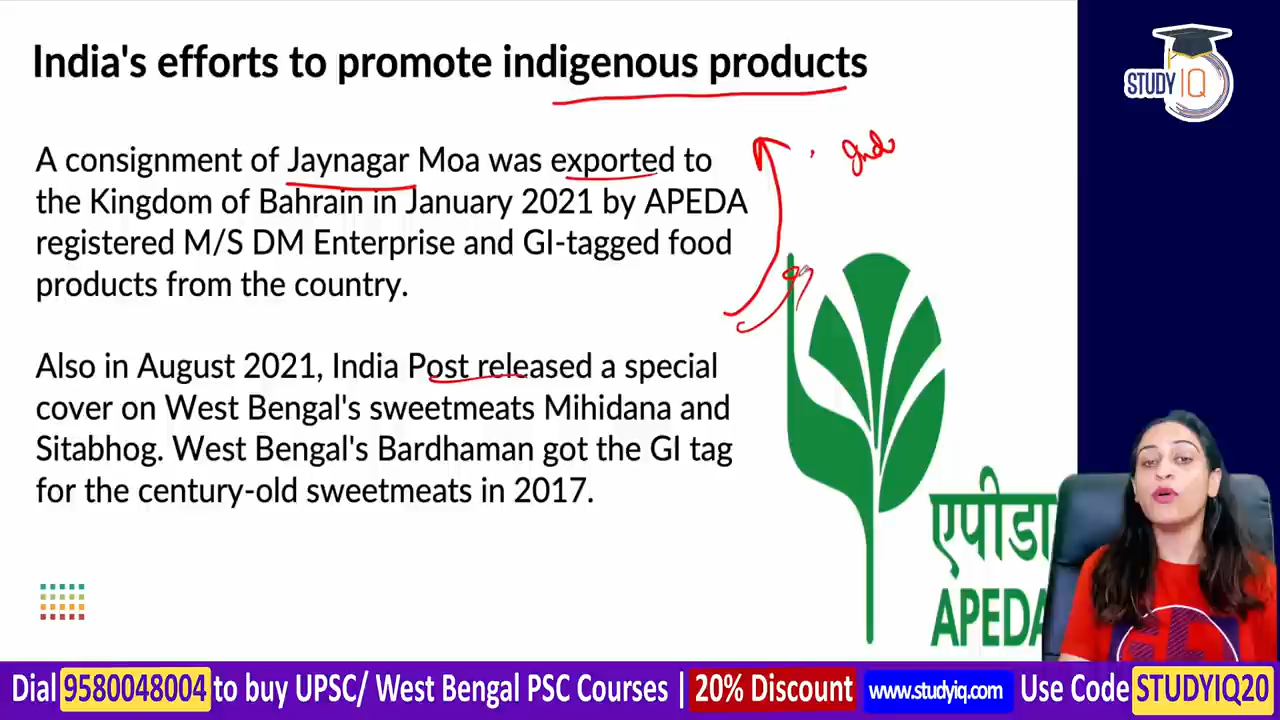 India's efforts to promote indigenous products
STUDY IQ
A consignment of Jaynagar Moa was exported to
the Kingdom of Bahrain in January 2021 by APEDA
registered M/S DM Enterprise and GI-tagged food
products from the country.
Also in August 2021, India Post released a special
cover on West Bengal's sweetmeats Mihidana and
Sitabhog. West Bengal's Bardhaman got the GI tag
for the century-old sweetmeats in 2017.
एपीडा
APEDA
Dial 9580048004 to buy UPSC/ West Bengal PSC Courses | 20% Discount www.studyiq.com Use Code STUDYIQ20